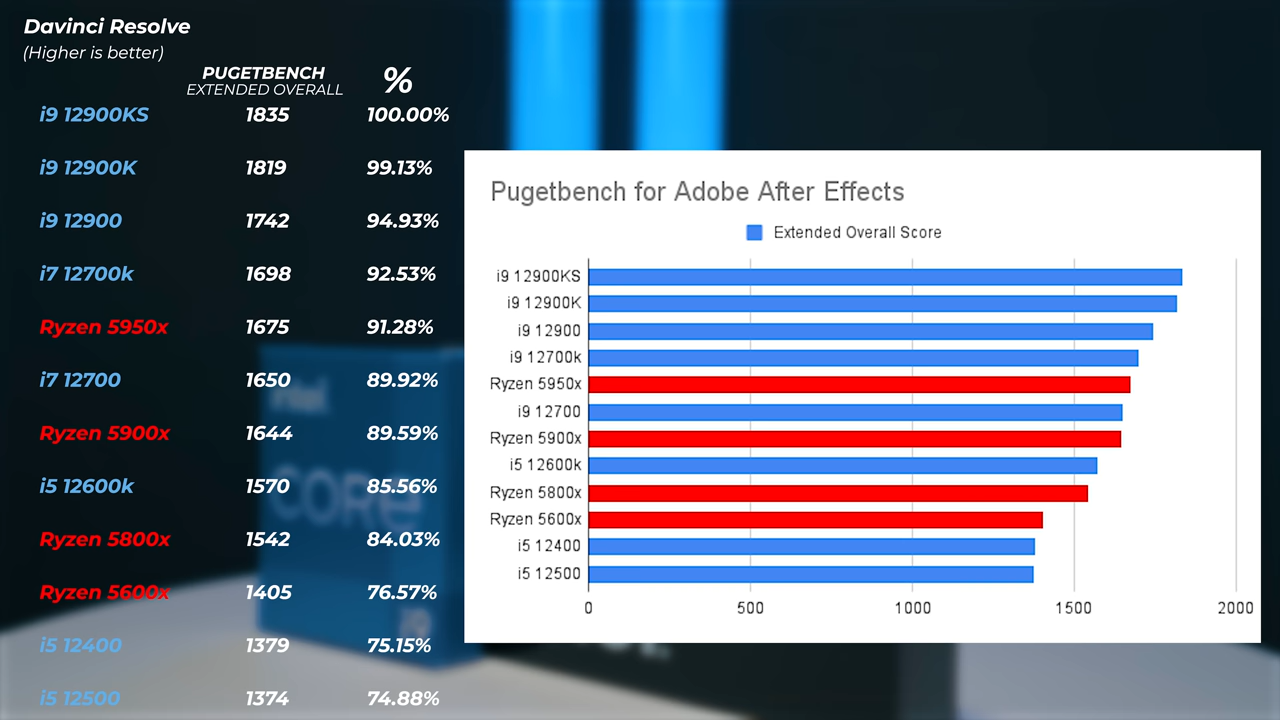 Davinci Resolve
(Higher is better)
PUGETBENCH %
EXTENDED OVERALL
i9 12900KS 1835 100.00%
i9 12900K 1819 99.13%
i9 12900 1742 94.93%
i7 12700k 1698 92.53%
Ryzen 5950x 1675 91.28%
i7 12700 1650 89.92%
Ryzen 5900x 1644 89.59%
i5 12600k 1570 85.56%
Ryzen 5800x 1542 84.03%
Ryzen 5600x 1405 76.57%
i5 12400 1379 75.15%
i5 12500 1374 74.88%
Pugetbench for Adobe After Effects
Extended Overall Score
i9 12900KS
i9 12900K
i9 12900
i9 12700k
Ryzen 5950x
i9 12700
Ryzen 5900x
i5 12600k
Ryzen 5800x
Ryzen 5600x
i5 12400
i5 12500
0 500 1000 1500 2000
intel
CORe
i9